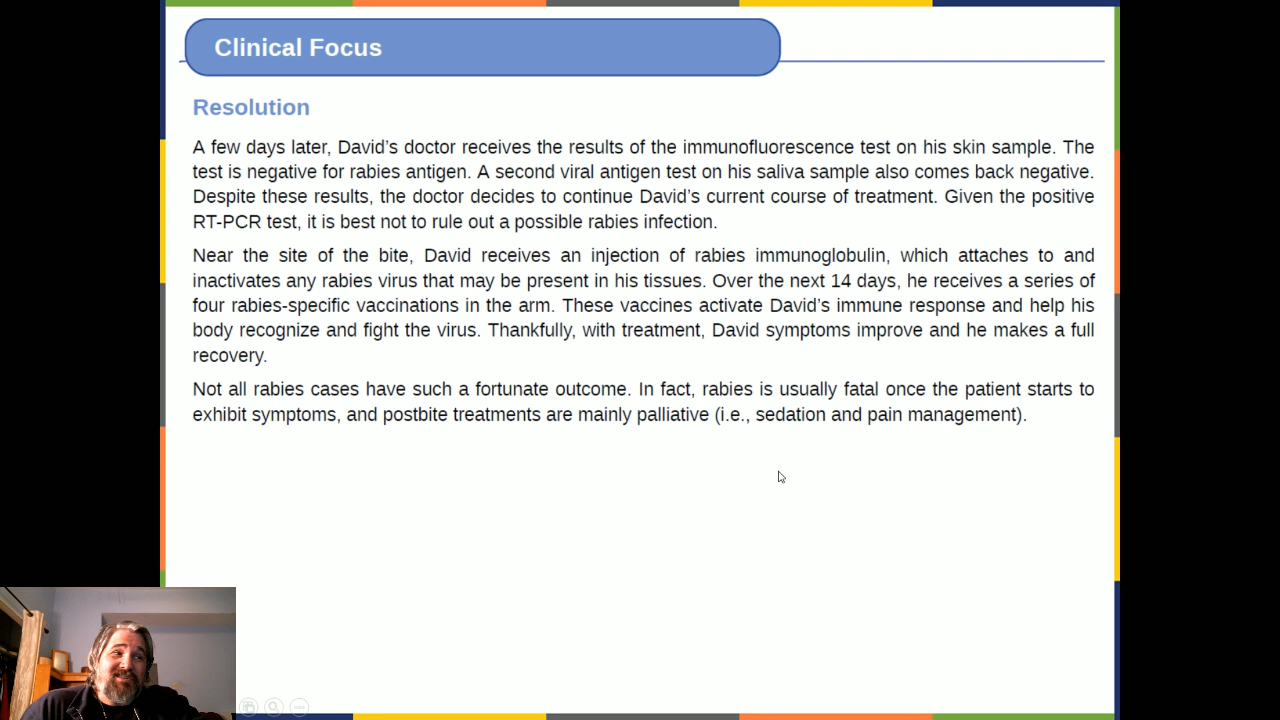 Clinical Focus
Resolution
A few days later, David’s doctor receives the results of the immunofluorescence test on his skin sample. The
test is negative for rabies antigen. A second viral antigen test on his saliva sample also comes back negative.
Despite these results, the doctor decides to continue David’s current course of treatment. Given the positive
RT-PCR test, it is best not to rule out a possible rabies infection.
Near the site of the bite, David receives an injection of rabies immunoglobulin, which attaches to and
inactivates any rabies virus that may be present in his tissues. Over the next 14 days, he receives a series of
four rabies-specific vaccinations in the arm. These vaccines activate David’s immune response and help his
body recognize and fight the virus. Thankfully, with treatment, David symptoms improve and he makes a full
recovery.
Not all rabies cases have such a fortunate outcome. In fact, rabies is usually fatal once the patient starts to
exhibit symptoms, and postbite treatments are mainly palliative (i.e., sedation and pain management).